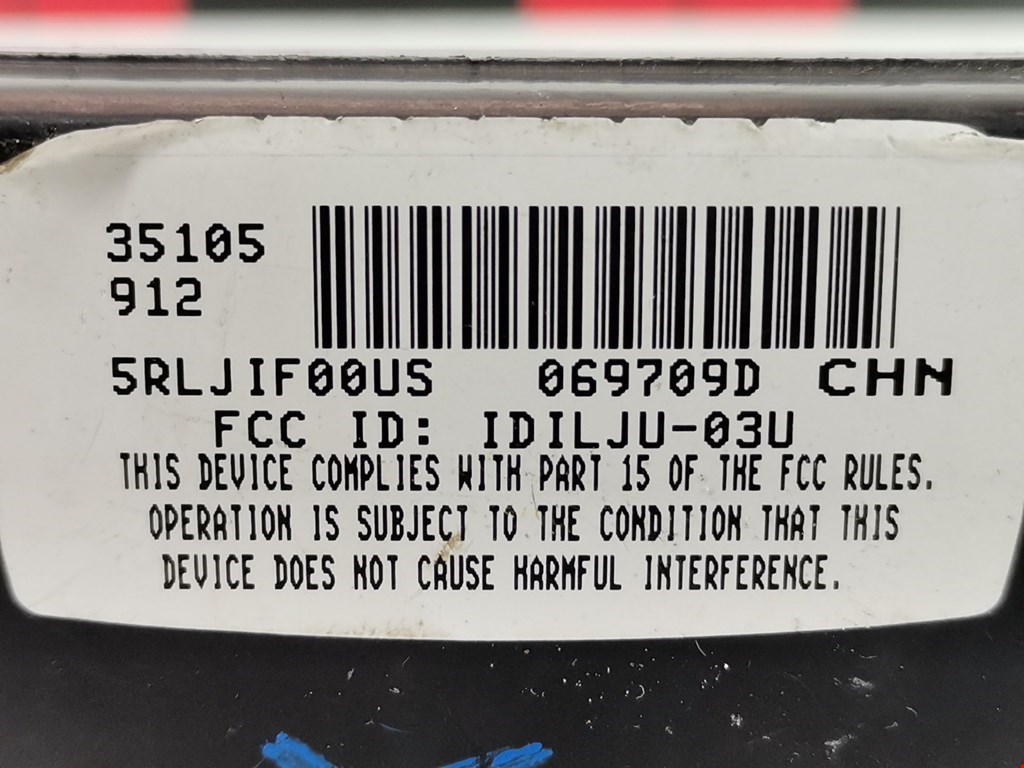 35105
912
5RLJIF00US 069709D CHN
FCC ID: IDILJU-03U
THIS DEVICE COMPLIES WITH PART 15 OF THE FCC RULES.
OPERATION IS SUBJECT TO THE CONDITION THAT THIS
DEVICE DOES NOT CAUSE HARMFUL INTERFERENCE.